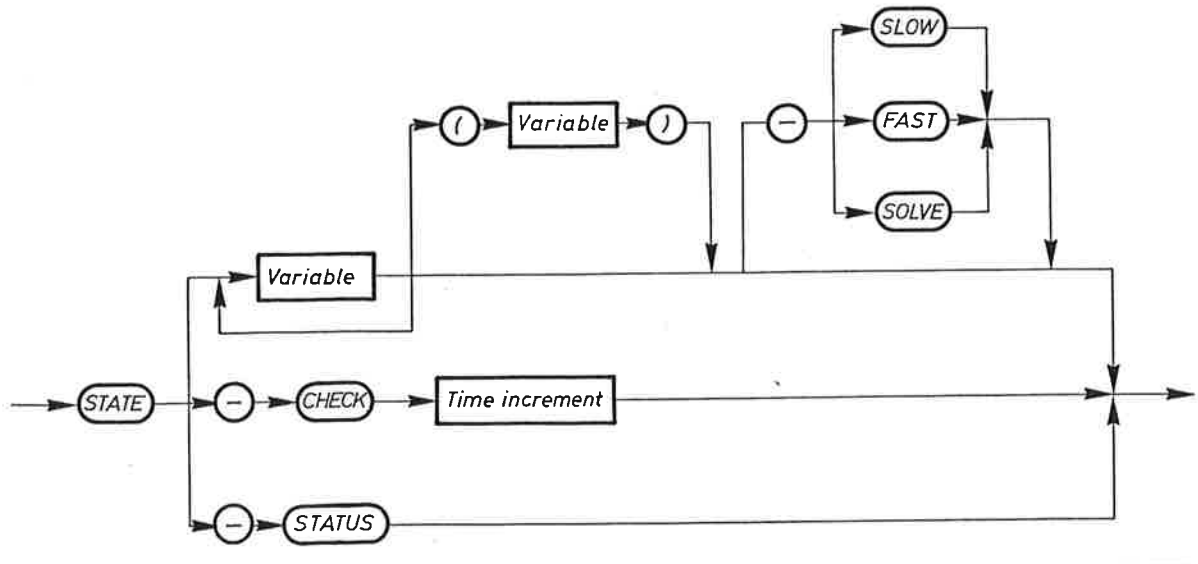 SLOW
( Variable ) – FAST
SOLVE
Variable
STATE – CHECK Time increment
– STATUS